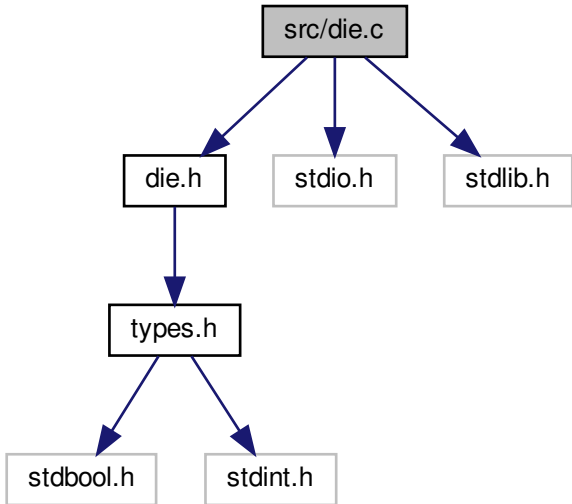 src/die.c
die.h
stdio.h
stdlib.h
types.h
stdbool.h
stdint.h